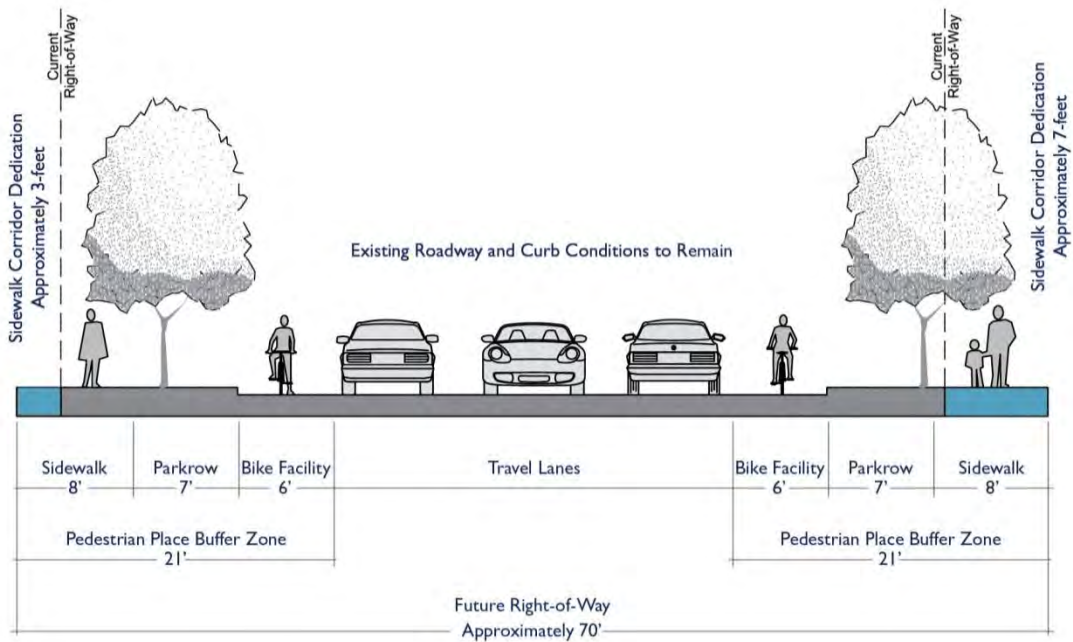 Current
Right-of-Way
Current
Right-of-Way
Sidewalk Corridor Dedication
Approximately 3-feet
Sidewalk Corridor Dedication
Approximately 7-feet
Existing Roadway and Curb Conditions to Remain
Sidewalk
8'
Parkrow
7'
Bike Facility
6'
Travel Lanes
Bike Facility
6'
Parkrow
7'
Sidewalk
8'
Pedestrian Place Buffer Zone
21'
Pedestrian Place Buffer Zone
21'
Future Right-of-Way
Approximately 70'